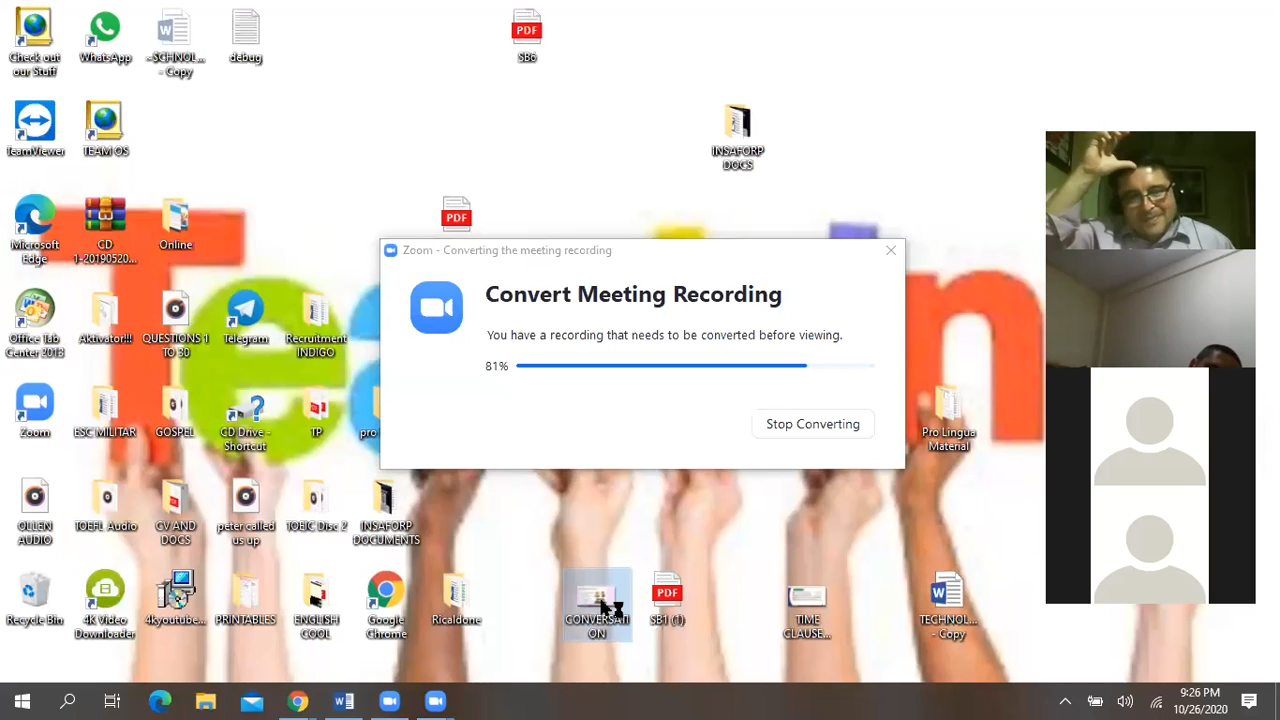 Check out
our Stuff
WhatsApp
~SCHNOL...
- Copy
debug
PDF
SB6
TeamViewer
TEAM OS
INSAFORP
DOCS
Microsoft
Edge
CD
1-20190520...
Online
PDF
Office Tab
Center 2013
Aktivator!!!
QUESTIONS 1
TO 30
Telegram
Recruitment
INDIGO
Zoom - Converting the meeting recording
Convert Meeting Recording
You have a recording that needs to be converted before viewing.
81%
Stop Converting
Zoom
ESC MILITAR
GOSPEL
CD Drive -
Shortcut
TP
pro
Pro Lingua
Material
OLLEN
AUDIO
TOEFL Audio
CV AND
DOCS
peter called
us up
TOEIC Disc 2
INSAFORP
DOCUMENTS
Recycle Bin
4K Video
Downloader
4kyoutube...
PRINTABLES
ENGLISH
COOL
Google
Chrome
Ricaldone
CONVERSATI
ON
PDF
SB1 (1)
TIME
CLAUSE...
TECHNOL...
- Copy
9:26 PM
10/26/2020